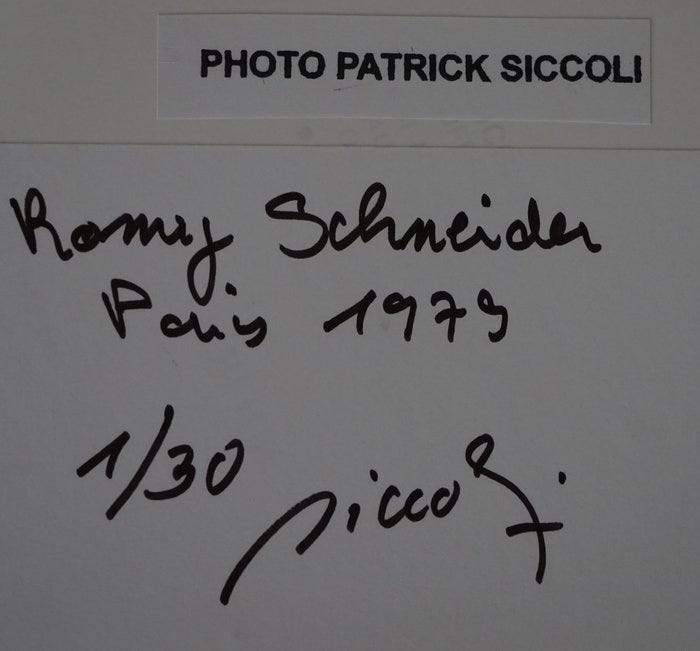 PHOTO PATRICK SICCOLI
Romy Schneider
Paris 1979
1/30 Siccoli